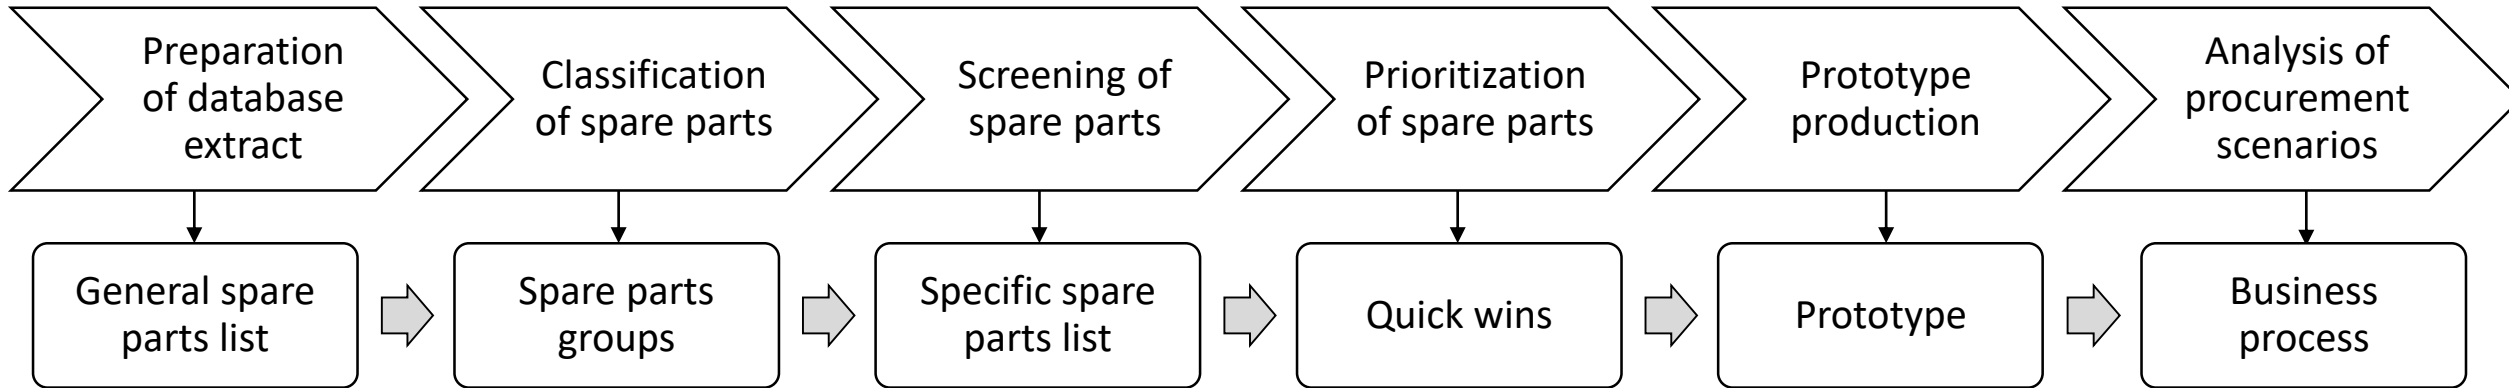 Preparation
of database
extract
Classification
of spare parts
Screening of
spare parts
Prioritization
of spare parts
Prototype
production
Analysis of
procurement
scenarios
General spare
parts list
Spare parts
groups
Specific spare
parts list
Quick wins
Prototype
Business
process